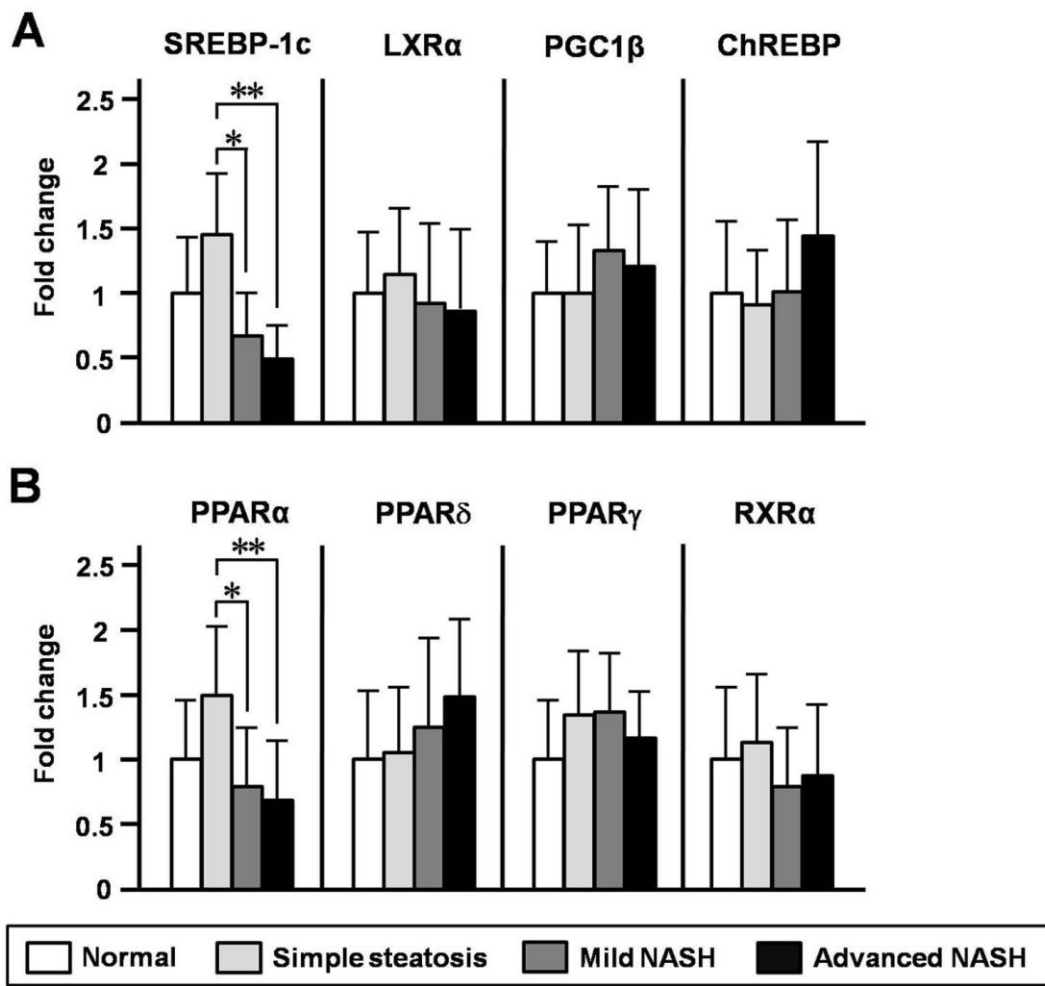 A
SREBP-1c LXRα PGC1β ChREBP
Fold change
2.5
2
1.5
1
0.5
0
**
*
B
PPARα PPARδ PPARγ RXRα
Fold change
2.5
2
1.5
1
0.5
0
**
*
Normal Simple steatosis Mild NASH Advanced NASH